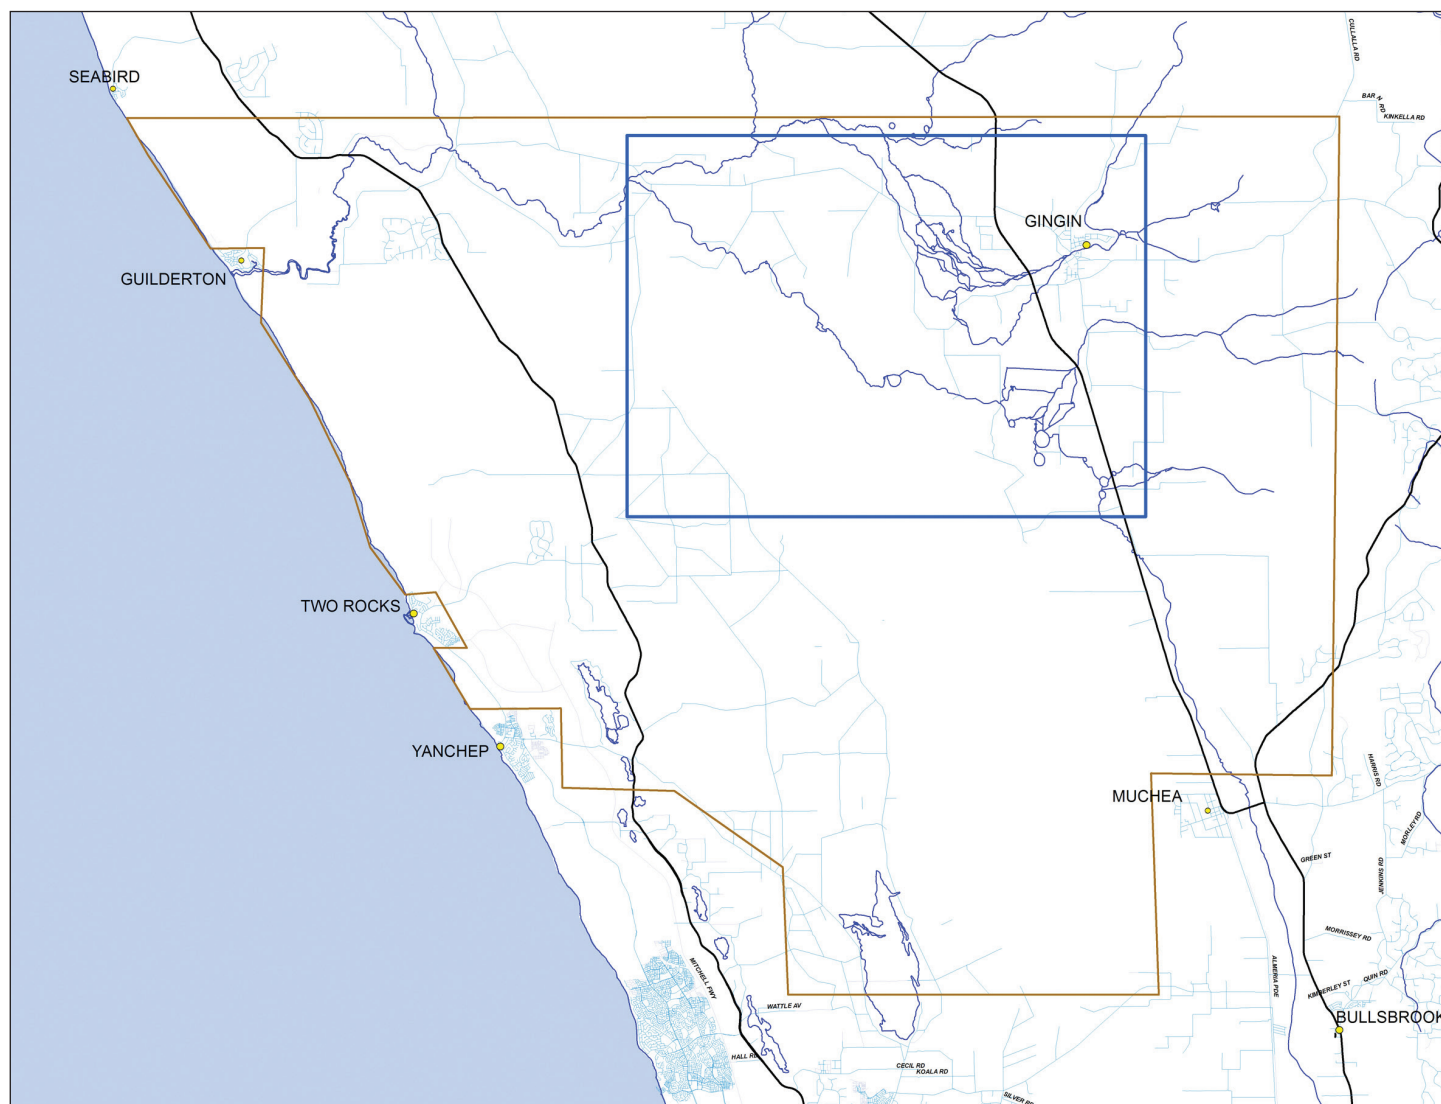 CULLALLA RD
SEABIRD
BAR N RD
KINKELLA RD
GINGIN
GUILDERTON
TWO ROCKS
YANCHEP
HARRIS RD
MUCHEA
MORLEY RD
GREEN ST
JENKINS RD
MORRISSEY RD
MITCHELL FWY
ALMERIA PDE
QUIN RD
KIMBERLEY ST
WATTLE AV
BULLSBROOK
HALL RD
CECIL RD
KOALA RD
SILVER RD